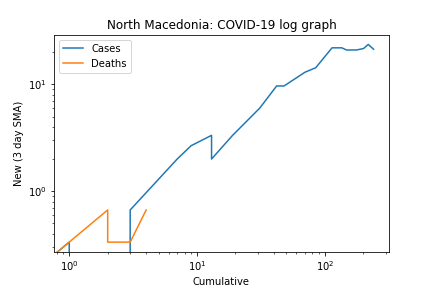 North Macedonia: COVID-19 log graph
Cases
Deaths
New (3 day SMA)
10¹
10⁰
10⁰ 10¹ 10²
Cumulative